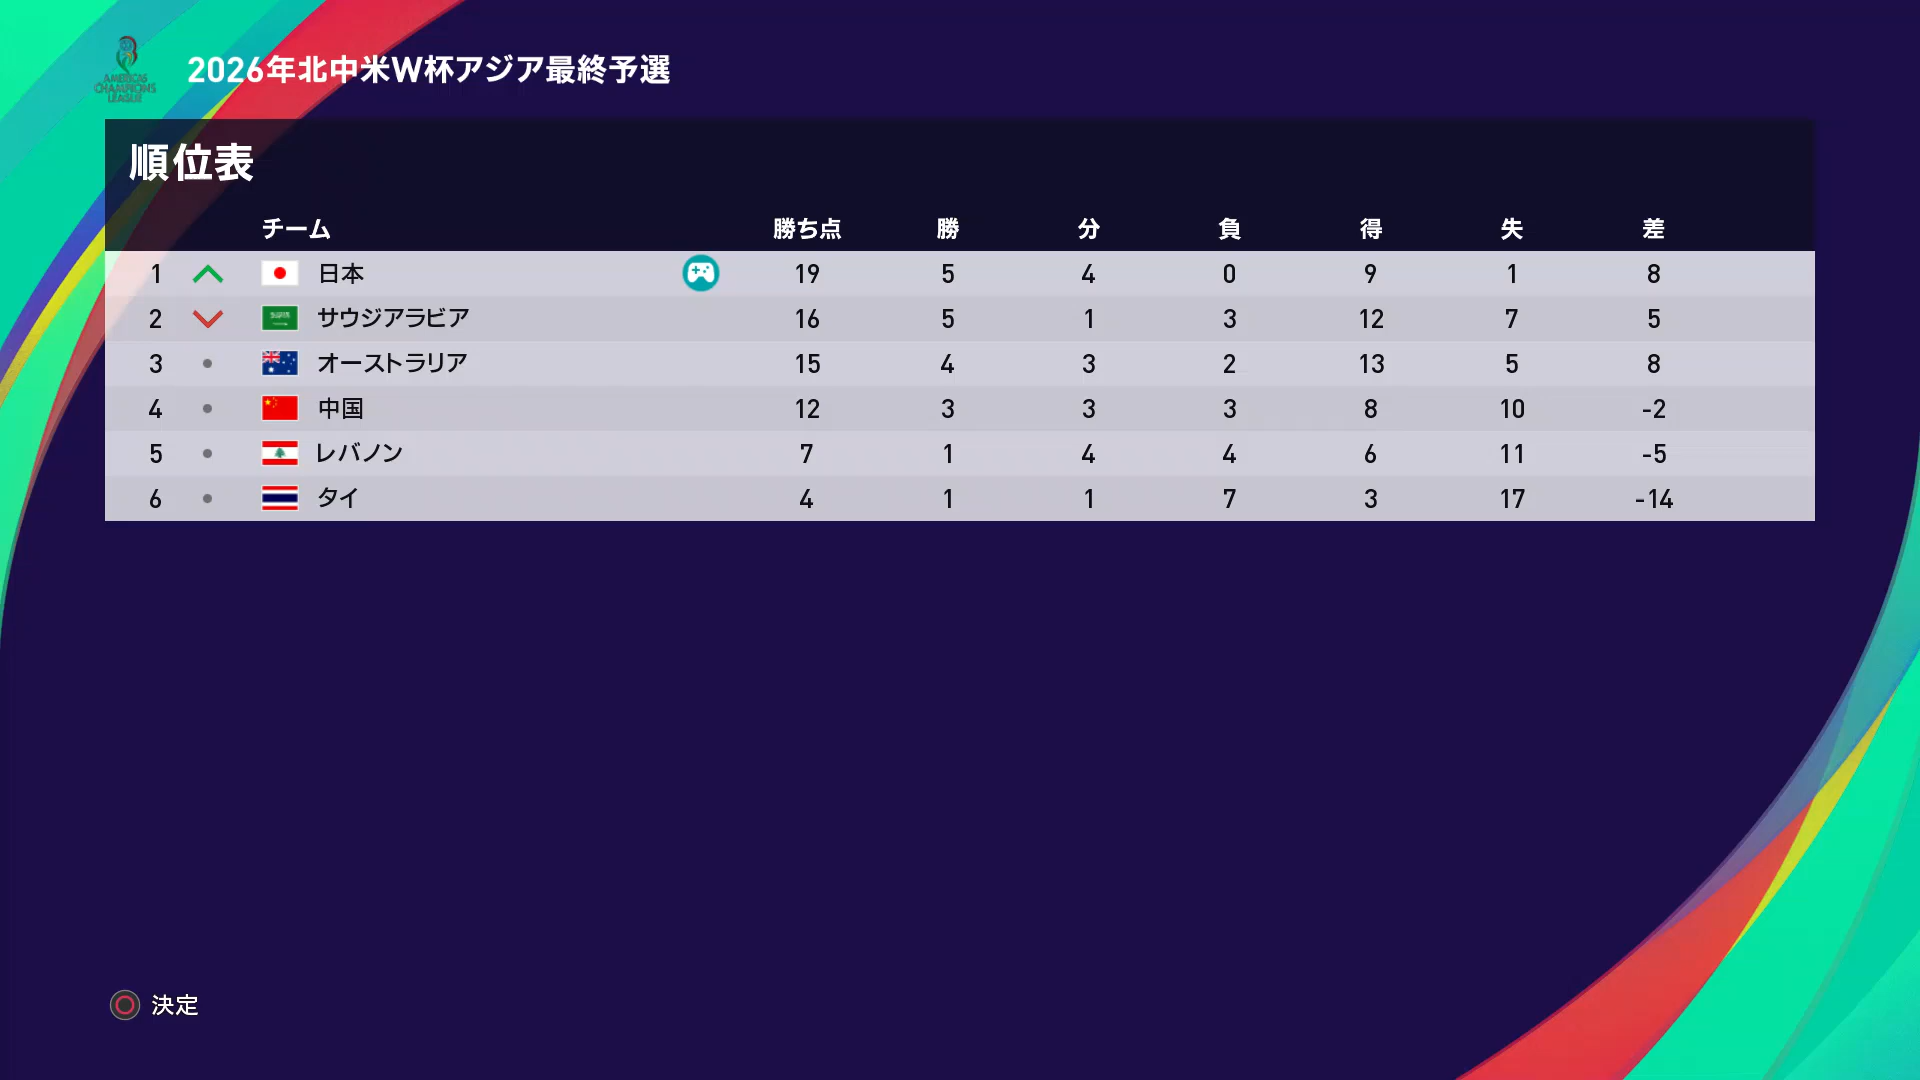 AMERICAS
CHAMPIONS
LEAGUE
2026年北中米W杯アジア最終予選
順位表
チーム 勝ち点 勝 分 負 得 失 差
1 日本 19 5 4 0 9 1 8
2 サウジアラビア 16 5 1 3 12 7 5
3 オーストラリア 15 4 3 2 13 5 8
4 中国 12 3 3 3 8 10 -2
5 レバノン 7 1 4 4 6 11 -5
6 タイ 4 1 1 7 3 17 -14
決定